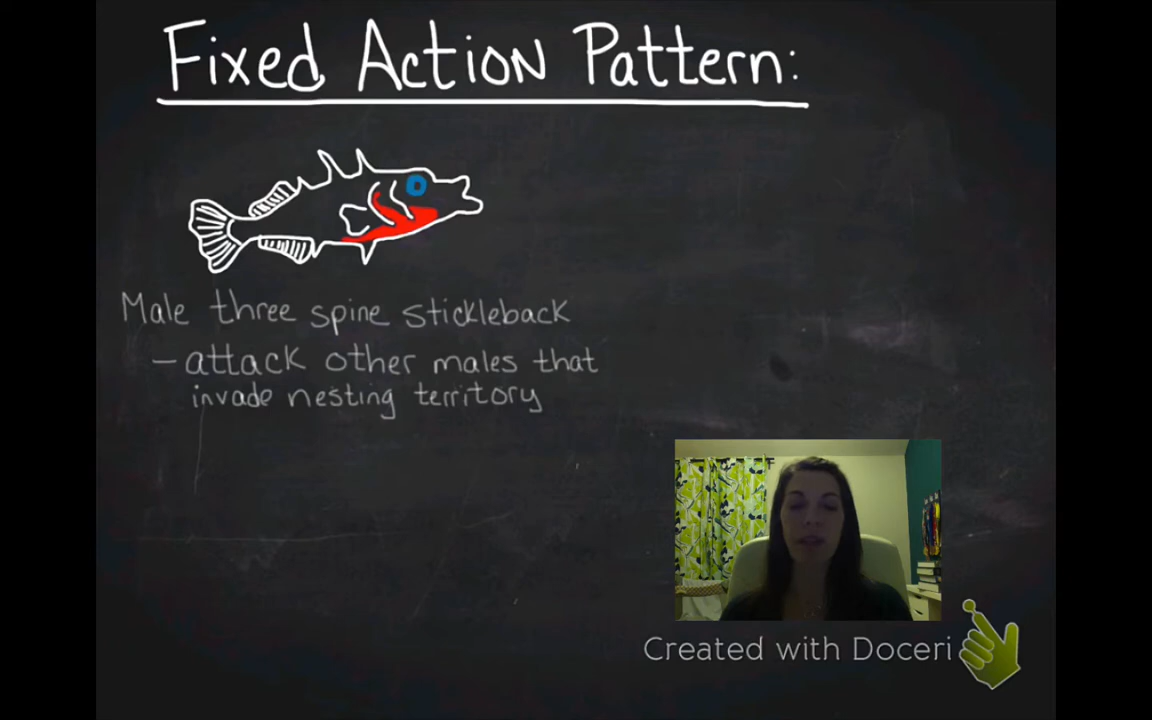 Fixed Action Pattern:
Male three spine stickleback
- attack other males that
invade nesting territory
Created with Doceri